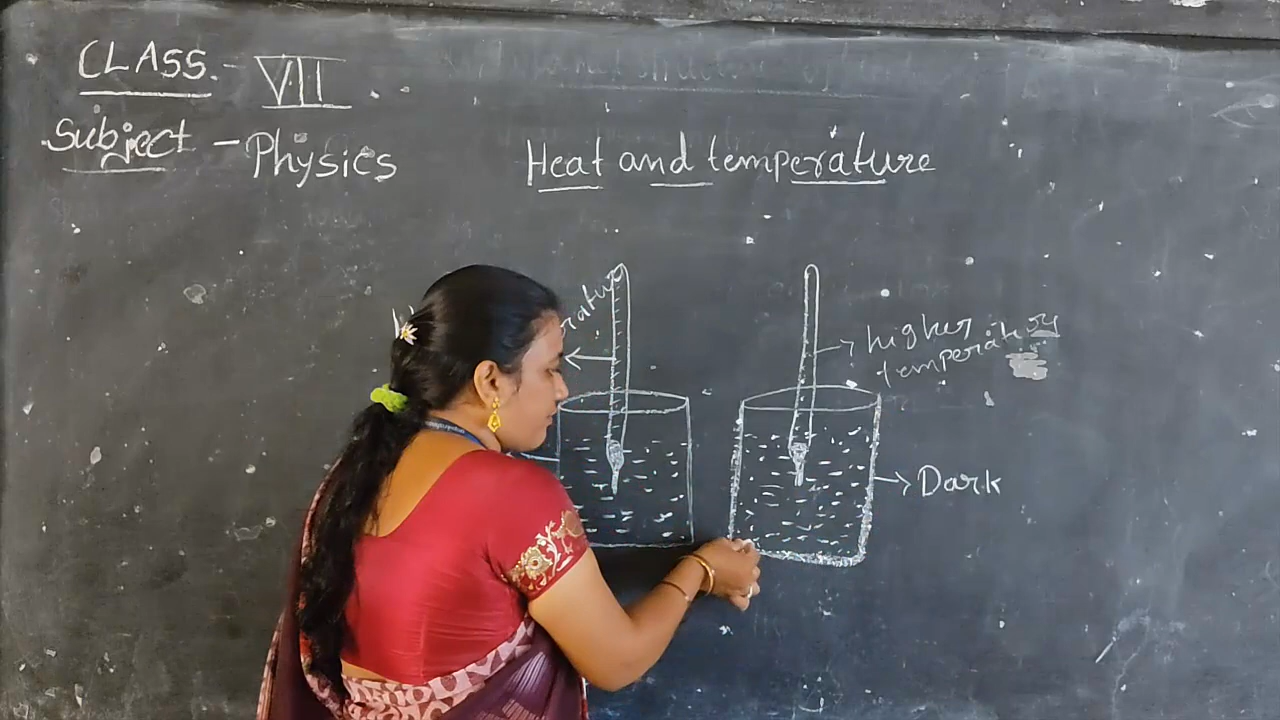 CLASS. - VII
Subject - Physics
Heat and temperature
higher
temperature
Dark